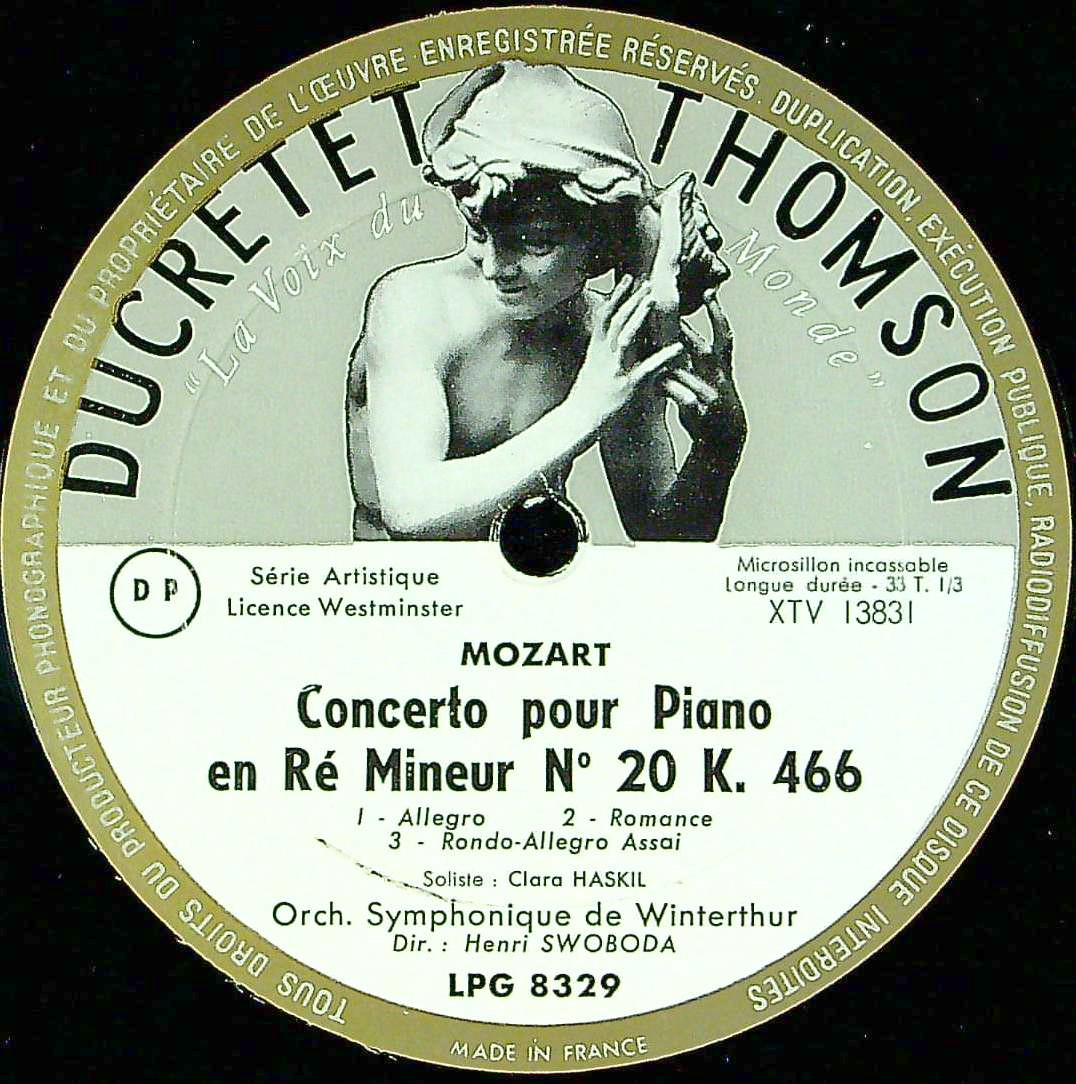 TOUS DROITS DU PRODUCTEUR PHONOGRAPHIQUE ET DU PROPRIÉTAIRE DE L'ŒUVRE ENREGISTRÉE RÉSERVÉS. DUPLICATION, EXÉCUTION PUBLIQUE, RADIODIFFUSION DE CE DISQUE INTERDITES
DUCRETET THOMSON
"La Voix du Monde"
DP
Série Artistique
Licence Westminster
Microsillon incassable
Longue durée - 33 T. 1/3
XTV 13831
MOZART
Concerto pour Piano
en Ré Mineur N° 20 K. 466
1 - Allegro 2 - Romance
3 - Rondo-Allegro Assai
Soliste : Clara HASKIL
Orch. Symphonique de Winterthur
Dir. : Henri SWOBODA
LPG 8329
MADE IN FRANCE